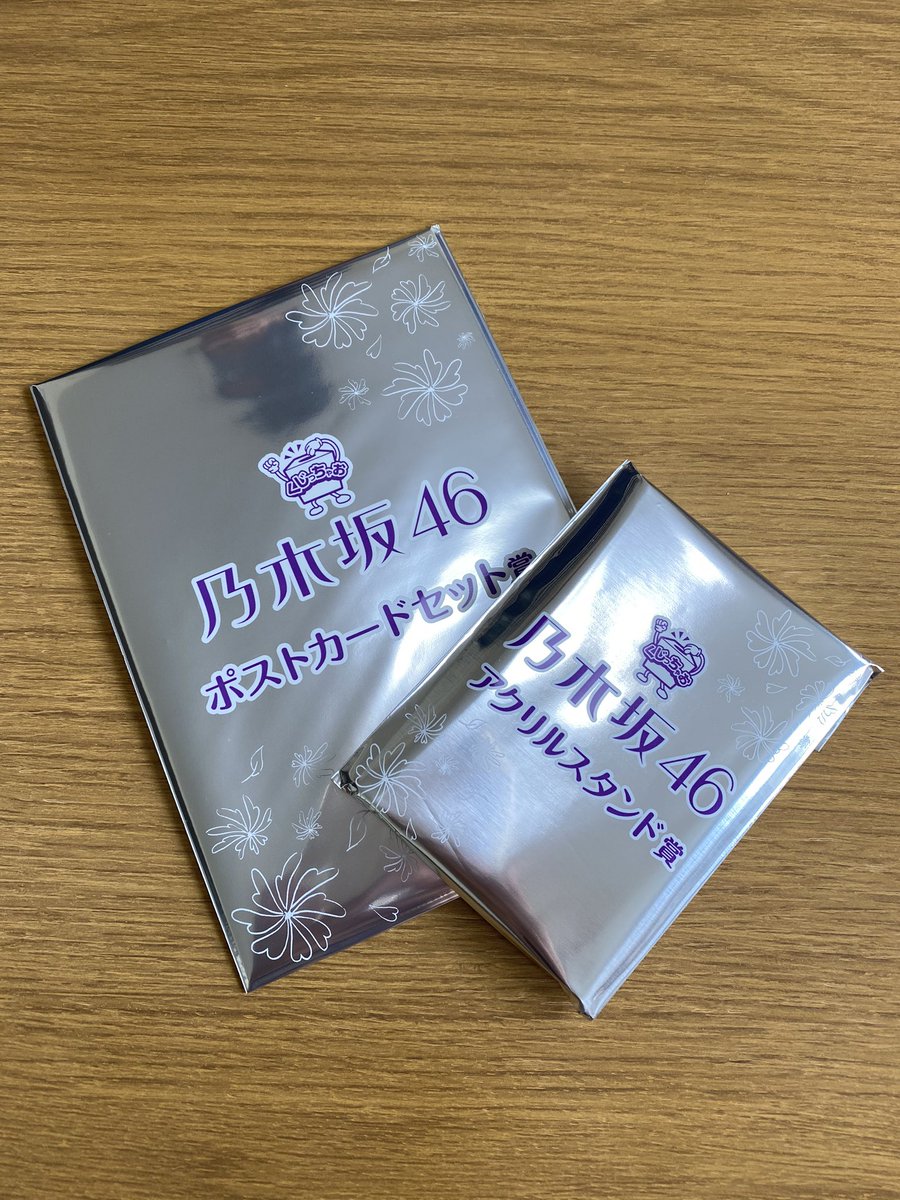 くじっちゃお
乃木坂46
ポストカードセット賞
くじっちゃお
乃木坂46
アクリルスタンド賞